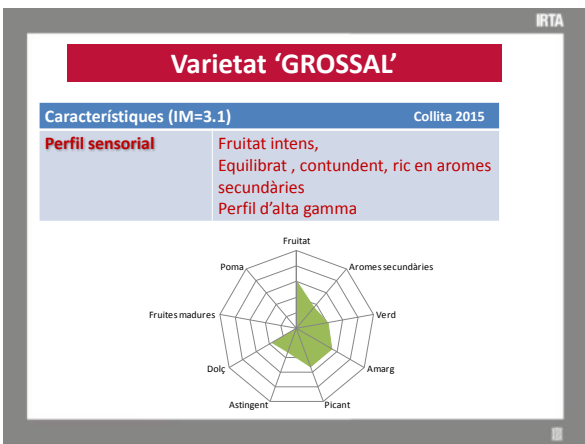 IRTA
Varietat ‘GROSSAL’
Característiques (IM=3.1) Collita 2015
Perfil sensorial
Fruitat intens,
Equilibrat , contundent, ric en aromes
secundàries
Perfil d’alta gamma
Fruitat
Poma
Aromes secundàries
Fruites madures
Verd
Dolç
Amarg
Astingent
Picant